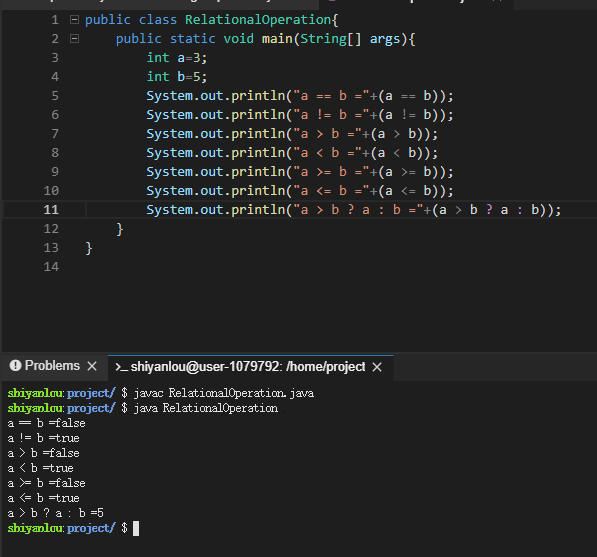 1 public class RelationalOperation{
2 public static void main(String[] args){
3 int a=3;
4 int b=5;
5 System.out.println("a == b ="+(a == b));
6 System.out.println("a != b ="+(a != b));
7 System.out.println("a > b ="+(a > b));
8 System.out.println("a < b ="+(a < b));
9 System.out.println("a >= b ="+(a >= b));
10 System.out.println("a <= b ="+(a <= b));
11 System.out.println("a > b ? a : b ="+(a > b ? a : b));
12 }
13 }
14
Problems × >_ shiyanlou@user-1079792: /home/project ×
shiyanlou:project/ $ javac RelationalOperation.java
shiyanlou:project/ $ java RelationalOperation
a == b =false
a != b =true
a > b =false
a < b =true
a >= b =false
a <= b =true
a > b ? a : b =5
shiyanlou:project/ $